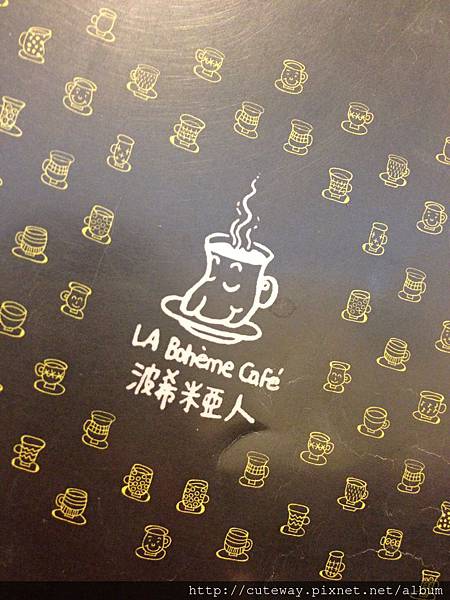 LA Bohème Café
波希米亞人
http://cuteway.pixnet.net/album